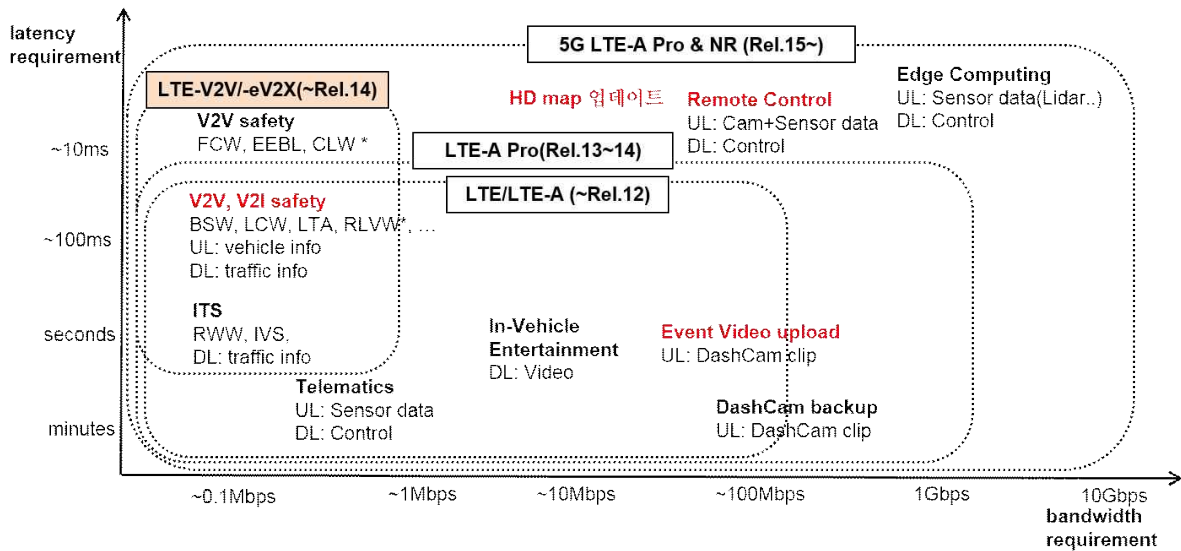 latency
requirement
5G LTE-A Pro & NR (Rel.15~)
LTE-V2V/-eV2X(~Rel.14)
HD map 업데이트
Remote Control
UL: Cam+Sensor data
DL: Control
Edge Computing
UL: Sensor data(Lidar..)
DL: Control
V2V safety
FCW, EEBL, CLW *
~10ms
LTE-A Pro(Rel.13~14)
LTE/LTE-A (~Rel.12)
V2V, V2I safety
BSW, LCW, LTA, RLVW*, …
UL: vehicle info
DL: traffic info
~100ms
ITS
RWW, IVS,
DL: traffic info
seconds
In-Vehicle
Entertainment
DL: Video
Event Video upload
UL: DashCam clip
Telematics
UL: Sensor data
DL: Control
DashCam backup
UL: DashCam clip
minutes
~0.1Mbps
~1Mbps
~10Mbps
~100Mbps
1Gbps
10Gbps
bandwidth
requirement